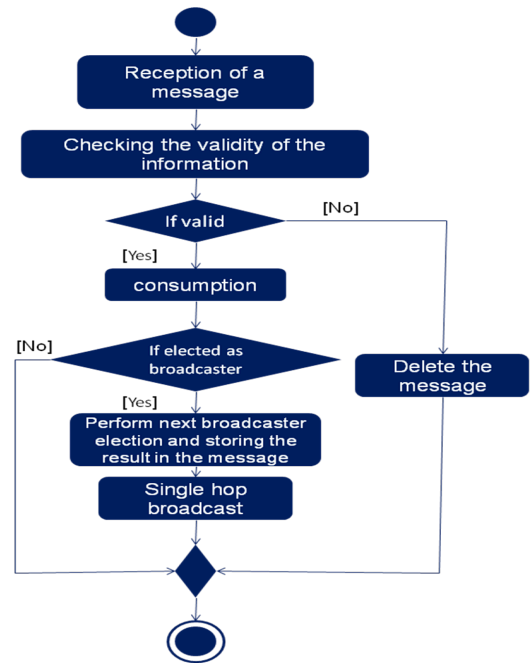 Reception of a
message
Checking the validity of the
information
If valid
[No]
[Yes]
consumption
[No]
If elected as
broadcaster
Delete the
message
[Yes]
Perform next broadcaster
election and storing the
result in the message
Single hop
broadcast